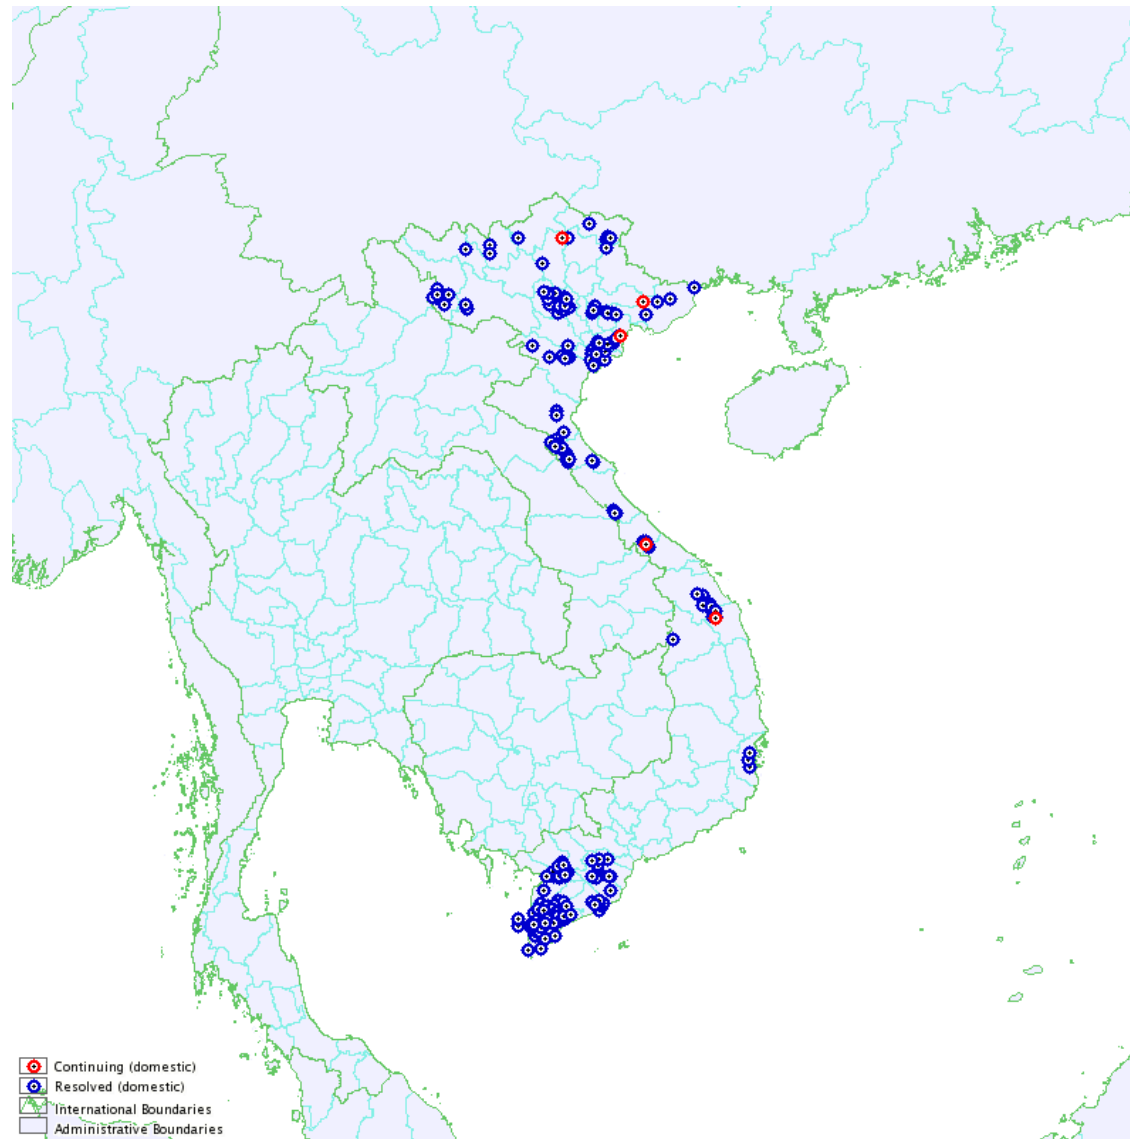 Continuing (domestic)
Resolved (domestic)
International Boundaries
Administrative Boundaries